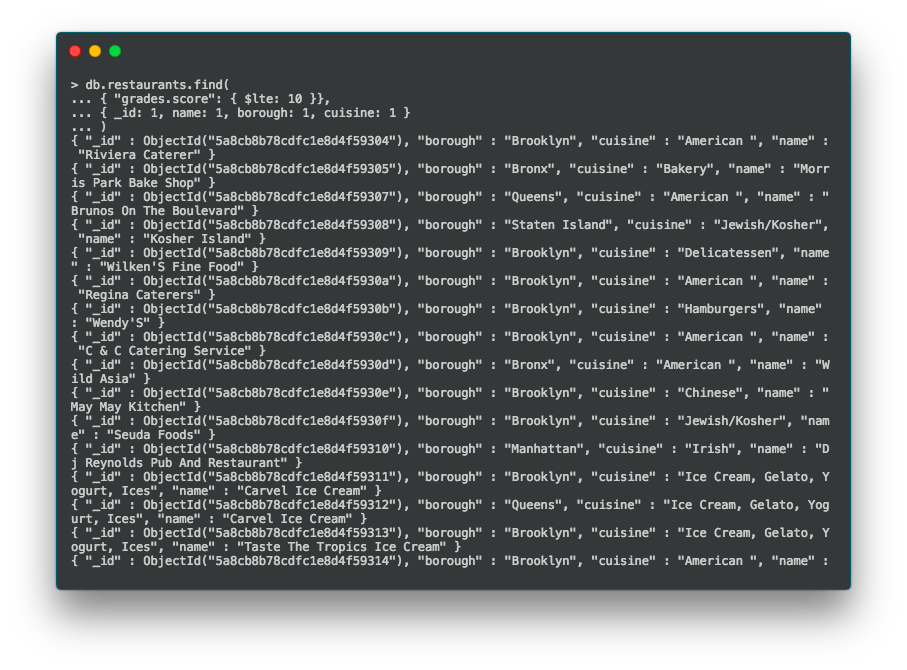 > db.restaurants.find(
... { "grades.score": { $lte: 10 }},
... { _id: 1, name: 1, borough: 1, cuisine: 1 }
... )
{ "_id" : ObjectId("5a8cb8b78cdfc1e8d4f59304"), "borough" : "Brooklyn", "cuisine" : "American ", "name" :
 "Riviera Caterer" }
{ "_id" : ObjectId("5a8cb8b78cdfc1e8d4f59305"), "borough" : "Bronx", "cuisine" : "Bakery", "name" : "Morr
is Park Bake Shop" }
{ "_id" : ObjectId("5a8cb8b78cdfc1e8d4f59307"), "borough" : "Queens", "cuisine" : "American ", "name" : "
Brunos On The Boulevard" }
{ "_id" : ObjectId("5a8cb8b78cdfc1e8d4f59308"), "borough" : "Staten Island", "cuisine" : "Jewish/Kosher",
 "name" : "Kosher Island" }
{ "_id" : ObjectId("5a8cb8b78cdfc1e8d4f59309"), "borough" : "Brooklyn", "cuisine" : "Delicatessen", "name
" : "Wilken'S Fine Food" }
{ "_id" : ObjectId("5a8cb8b78cdfc1e8d4f5930a"), "borough" : "Brooklyn", "cuisine" : "American ", "name" :
 "Regina Caterers" }
{ "_id" : ObjectId("5a8cb8b78cdfc1e8d4f5930b"), "borough" : "Brooklyn", "cuisine" : "Hamburgers", "name"
: "Wendy'S" }
{ "_id" : ObjectId("5a8cb8b78cdfc1e8d4f5930c"), "borough" : "Brooklyn", "cuisine" : "American ", "name" :
 "C & C Catering Service" }
{ "_id" : ObjectId("5a8cb8b78cdfc1e8d4f5930d"), "borough" : "Bronx", "cuisine" : "American ", "name" : "W
ild Asia" }
{ "_id" : ObjectId("5a8cb8b78cdfc1e8d4f5930e"), "borough" : "Brooklyn", "cuisine" : "Chinese", "name" : "
May May Kitchen" }
{ "_id" : ObjectId("5a8cb8b78cdfc1e8d4f5930f"), "borough" : "Brooklyn", "cuisine" : "Jewish/Kosher", "nam
e" : "Seuda Foods" }
{ "_id" : ObjectId("5a8cb8b78cdfc1e8d4f59310"), "borough" : "Manhattan", "cuisine" : "Irish", "name" : "D
j Reynolds Pub And Restaurant" }
{ "_id" : ObjectId("5a8cb8b78cdfc1e8d4f59311"), "borough" : "Brooklyn", "cuisine" : "Ice Cream, Gelato, Y
ogurt, Ices", "name" : "Carvel Ice Cream" }
{ "_id" : ObjectId("5a8cb8b78cdfc1e8d4f59312"), "borough" : "Queens", "cuisine" : "Ice Cream, Gelato, Yog
urt, Ices", "name" : "Carvel Ice Cream" }
{ "_id" : ObjectId("5a8cb8b78cdfc1e8d4f59313"), "borough" : "Brooklyn", "cuisine" : "Ice Cream, Gelato, Y
ogurt, Ices", "name" : "Taste The Tropics Ice Cream" }
{ "_id" : ObjectId("5a8cb8b78cdfc1e8d4f59314"), "borough" : "Brooklyn", "cuisine" : "American ", "name" :